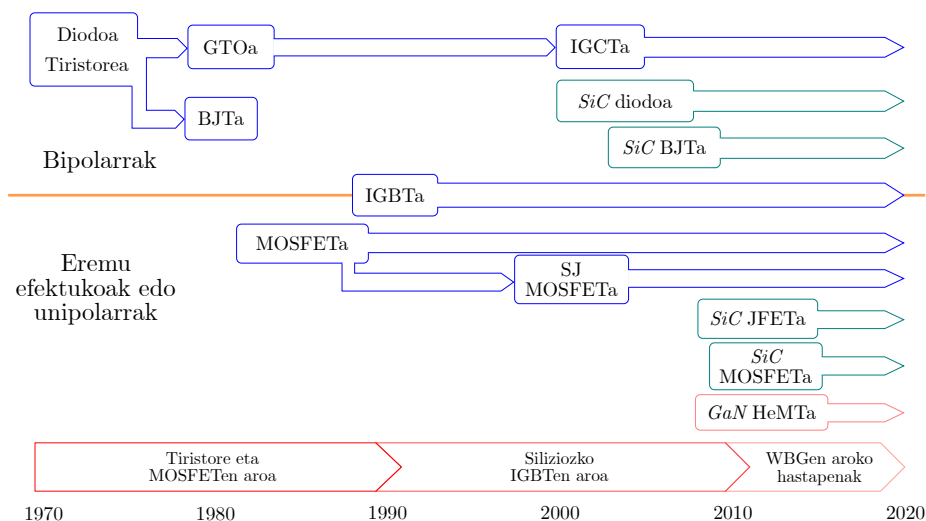 Diodoa
Tiristorea
GTOa
IGCTa
BJTa
SiC diodoa
SiC BJTa
Bipolarrak
IGBTa
MOSFETa
Eremu
efektukoak edo
unipolarrak
SJ
MOSFETa
SiC JFETa
SiC
MOSFETa
GaN HeMTa
Tiristore eta
MOSFETen aroa
Siliziozko
IGBTen aroa
WBGen aroko
hastapenak
1970 1980 1990 2000 2010 2020